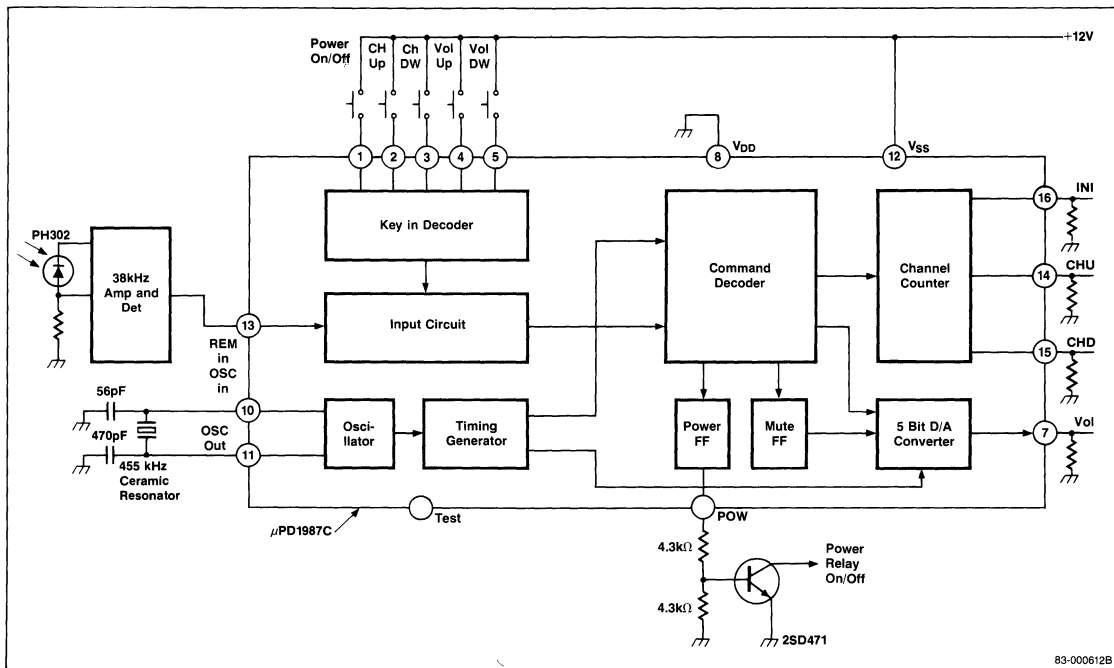 Power
On/Off
CH
Up
Ch
DW
Vol
Up
Vol
DW
+12V
1
2
3
4
5
8
VDD
12
VSS
PH302
38kHz
Amp and
Det
Key in Decoder
Input Circuit
Command
Decoder
Channel
Counter
16
INI
14
CHU
15
CHD
13
REM
in
OSC
in
56pF
10
470pF
OSC
Out
11
455 kHz
Ceramic
Resonator
Osci-
llator
Timing
Generator
Power
FF
Mute
FF
5 Bit D/A
Converter
7
Vol
μPD1987C
Test
POW
4.3kΩ
4.3kΩ
Power
Relay
On/Off
2SD471
83-000612B